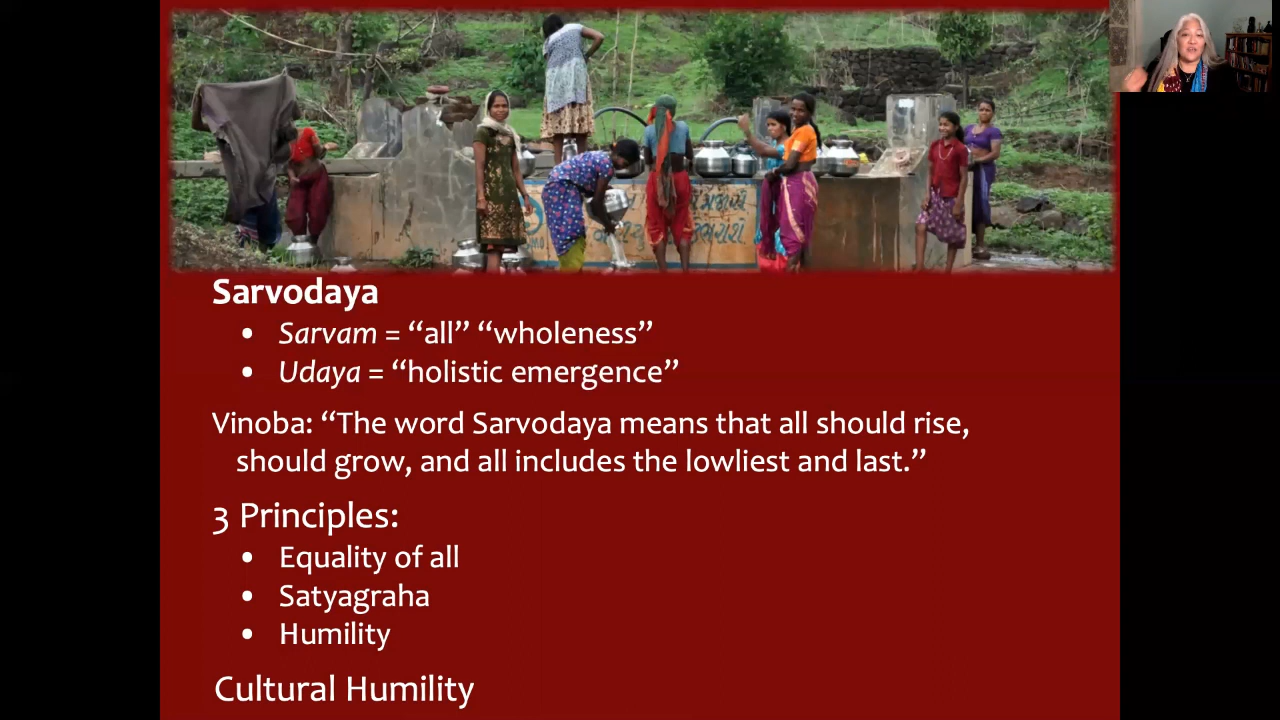 Sarvodaya
• Sarvam = “all” “wholeness”
• Udaya = “holistic emergence”
Vinoba: “The word Sarvodaya means that all should rise,
should grow, and all includes the lowliest and last.”
3 Principles:
• Equality of all
• Satyagraha
• Humility
Cultural Humility